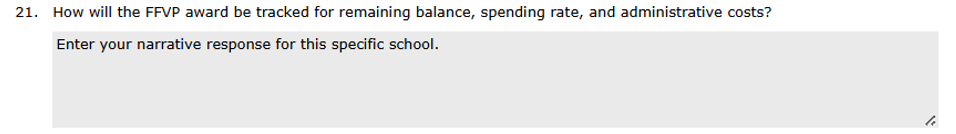 21. How will the FFVP award be tracked for remaining balance, spending rate, and administrative costs?
Enter your narrative response for this specific school.